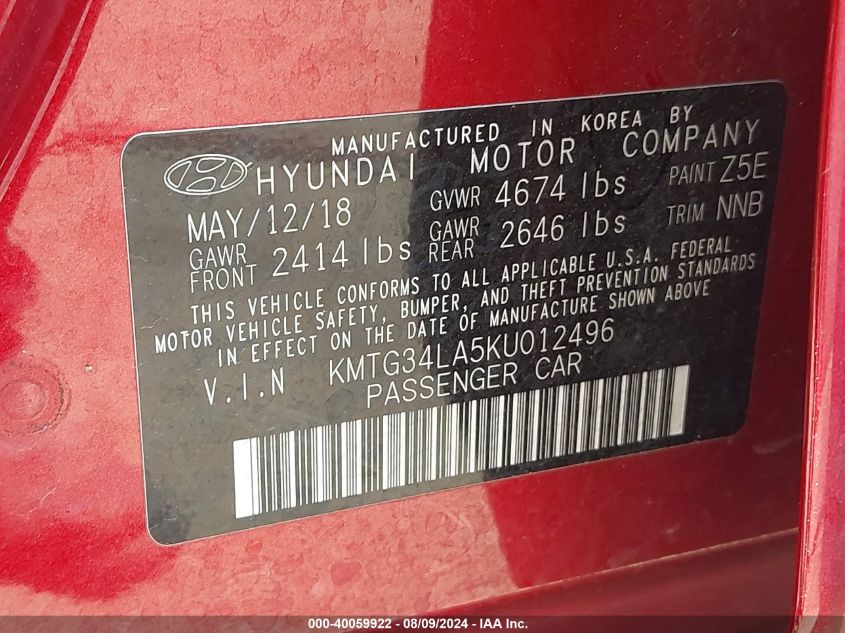 MANUFACTURED IN KOREA BY
HYUNDAI MOTOR COMPANY
MAY/12/18 GVWR 4674 lbs PAINT Z5E
GAWR FRONT 2414 lbs GAWR REAR 2646 lbs TRIM NNB
THIS VEHICLE CONFORMS TO ALL APPLICABLE U.S.A. FEDERAL
MOTOR VEHICLE SAFETY, BUMPER, AND THEFT PREVENTION STANDARDS
IN EFFECT ON THE DATE OF MANUFACTURE SHOWN ABOVE
V.I.N KMTG34LA5KU012496
PASSENGER CAR
000-40059922 - 08/09/2024 - IAA Inc.